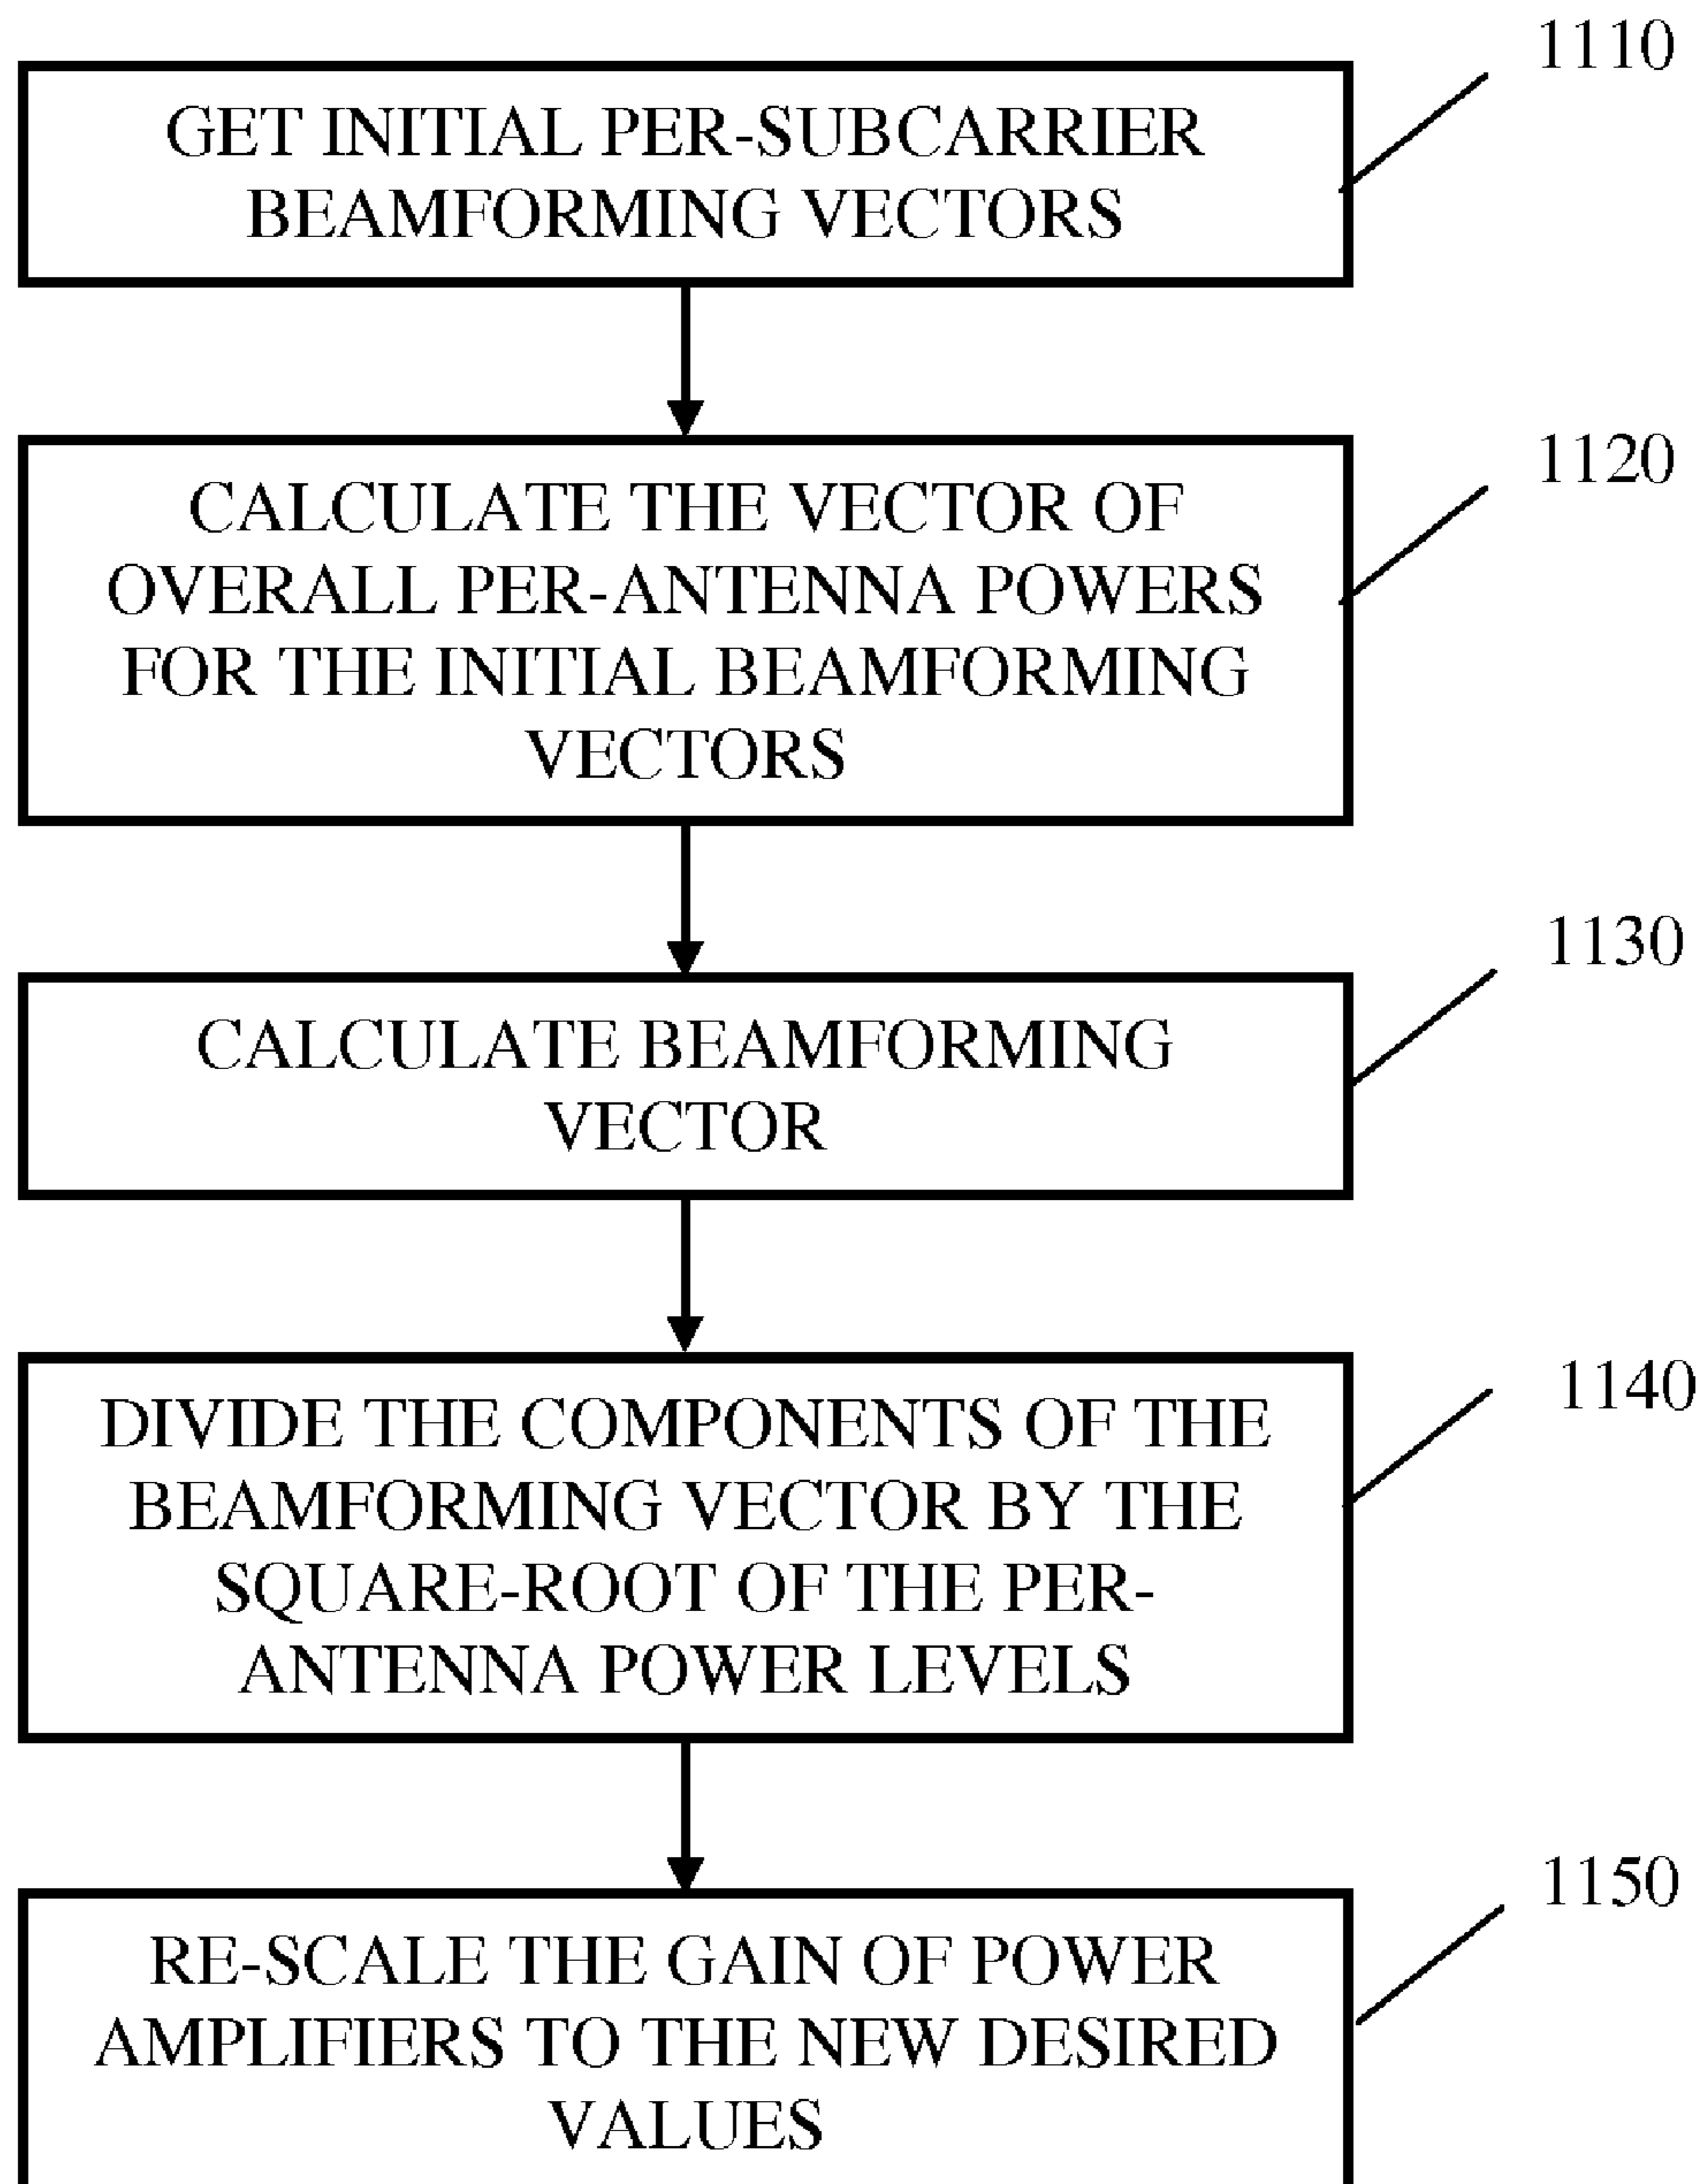 1110
GET INITIAL PER-SUBCARRIER
BEAMFORMING VECTORS
1120
CALCULATE THE VECTOR OF
OVERALL PER-ANTENNA POWERS
FOR THE INITIAL BEAMFORMING
VECTORS
1130
CALCULATE BEAMFORMING
VECTOR
1140
DIVIDE THE COMPONENTS OF THE
BEAMFORMING VECTOR BY THE
SQUARE-ROOT OF THE PER-
ANTENNA POWER LEVELS
1150
RE-SCALE THE GAIN OF POWER
AMPLIFIERS TO THE NEW DESIRED
VALUES